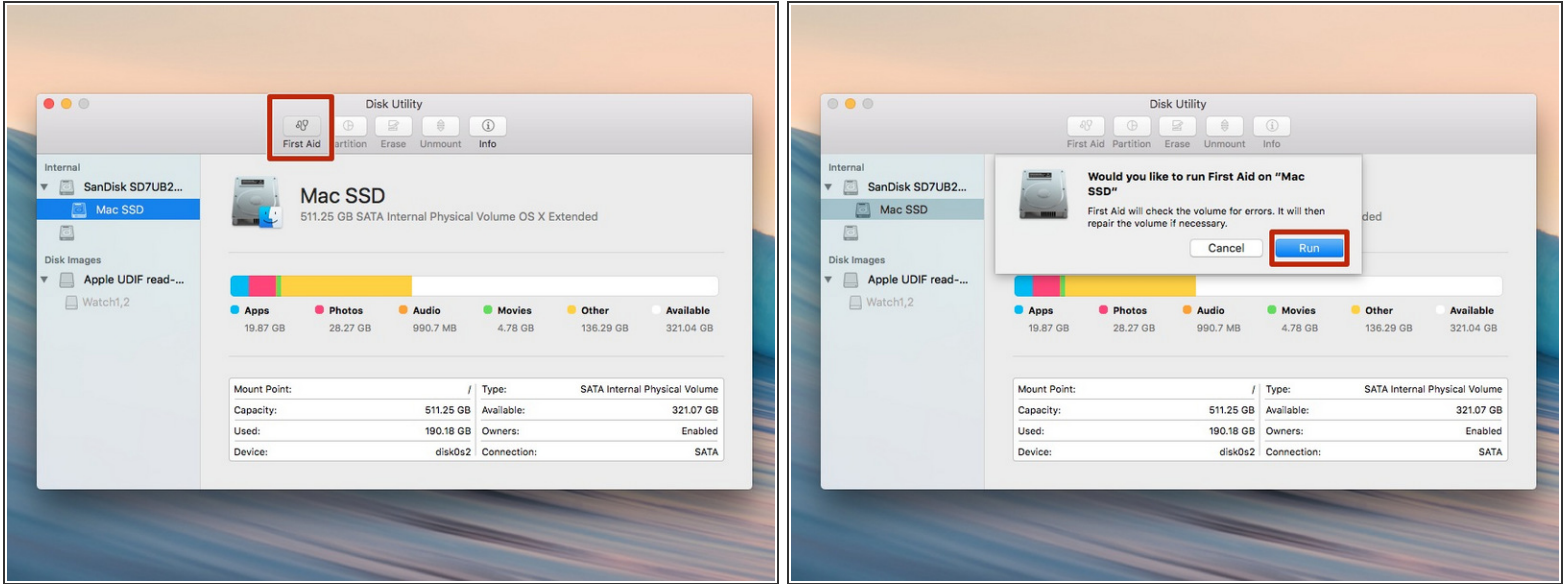 Disk Utility
First Aid artition Erase Unmount Info
Internal
SanDisk SD7UB2...
Mac SSD
Disk Images
Apple UDIF read-...
Watch1,2
Mac SSD
511.25 GB SATA Internal Physical Volume OS X Extended
Apps Photos Audio Movies Other Available
19.87 GB 28.27 GB 990.7 MB 4.78 GB 136.29 GB 321.04 GB
Mount Point: / Type: SATA Internal Physical Volume
Capacity: 511.25 GB Available: 321.07 GB
Used: 190.18 GB Owners: Enabled
Device: disk0s2 Connection: SATA
Disk Utility
First Aid Partition Erase Unmount Info
Internal
SanDisk SD7UB2...
Mac SSD
Disk Images
Apple UDIF read-...
Watch1,2
Would you like to run First Aid on “Mac
SSD”
First Aid will check the volume for errors. It will then
repair the volume if necessary.
Cancel Run
ded
Apps Photos Audio Movies Other Available
19.87 GB 28.27 GB 990.7 MB 4.78 GB 136.29 GB 321.04 GB
Mount Point: / Type: SATA Internal Physical Volume
Capacity: 511.25 GB Available: 321.07 GB
Used: 190.18 GB Owners: Enabled
Device: disk0s2 Connection: SATA